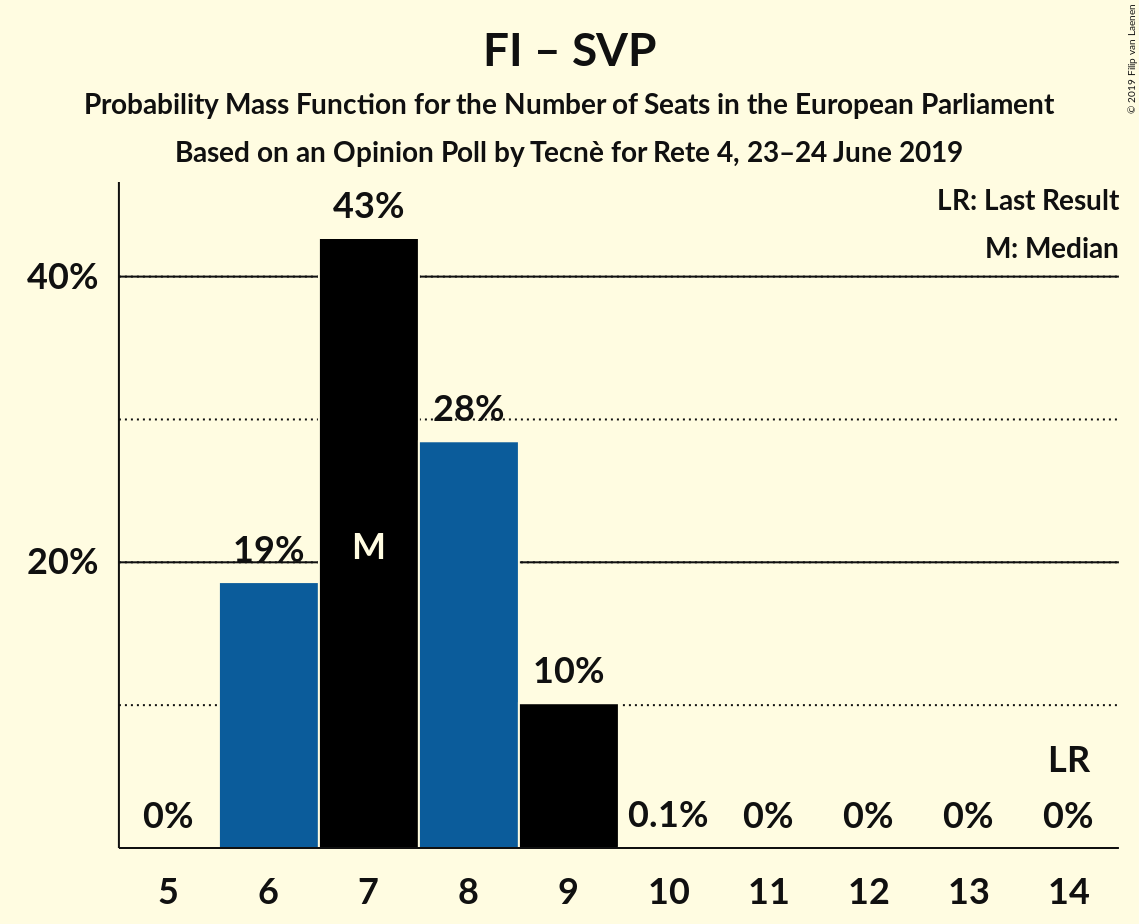 FI – SVP
Probability Mass Function for the Number of Seats in the European Parliament
Based on an Opinion Poll by Tecnè for Rete 4, 23–24 June 2019
© 2019 Filip van Laenen
LR: Last Result
M: Median
43%
40%
28%
19%
M
20%
10%
LR
0%
0.1%
0%
0%
0%
0%
5 6 7 8 9 10 11 12 13 14